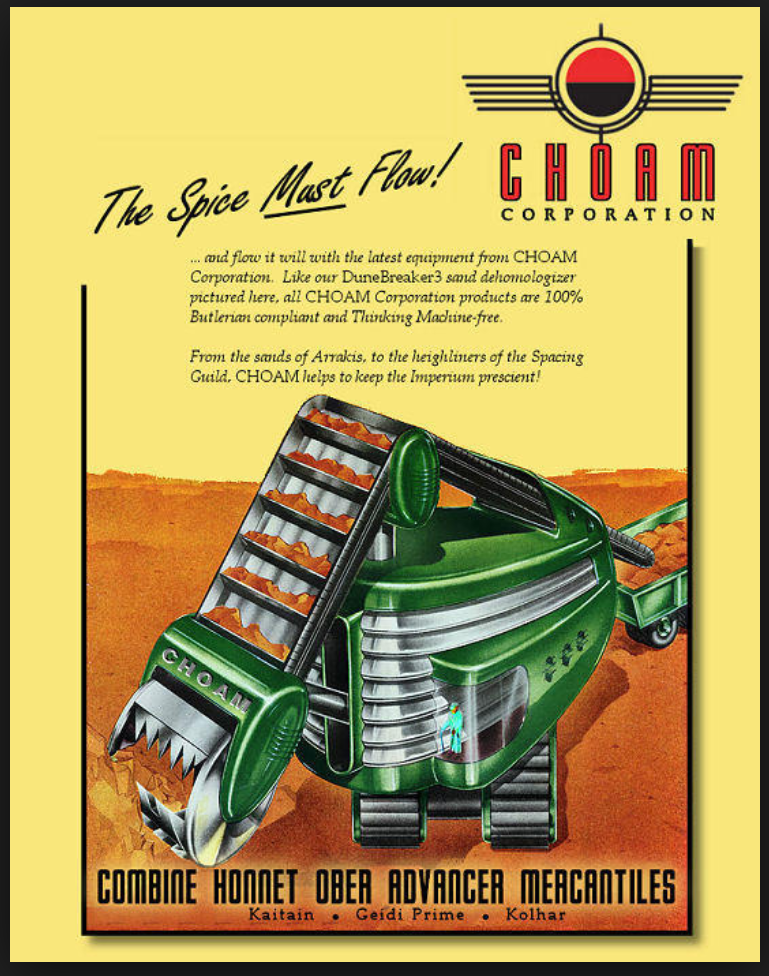 CHOAM
CORPORATION
The Spice Must Flow!
... and flow it will with the latest equipment from CHOAM
Corporation. Like our DuneBreaker3 sand dehomologizer
pictured here, all CHOAM Corporation products are 100%
Butlerian compliant and Thinking Machine-free.
From the sands of Arrakis, to the heighliners of the Spacing
Guild, CHOAM helps to keep the Imperium prescient!
CHOAM
COMBINE HONNET OBER ADVANCER MERCANTILES
Kaitain • Geidi Prime • Kolhar